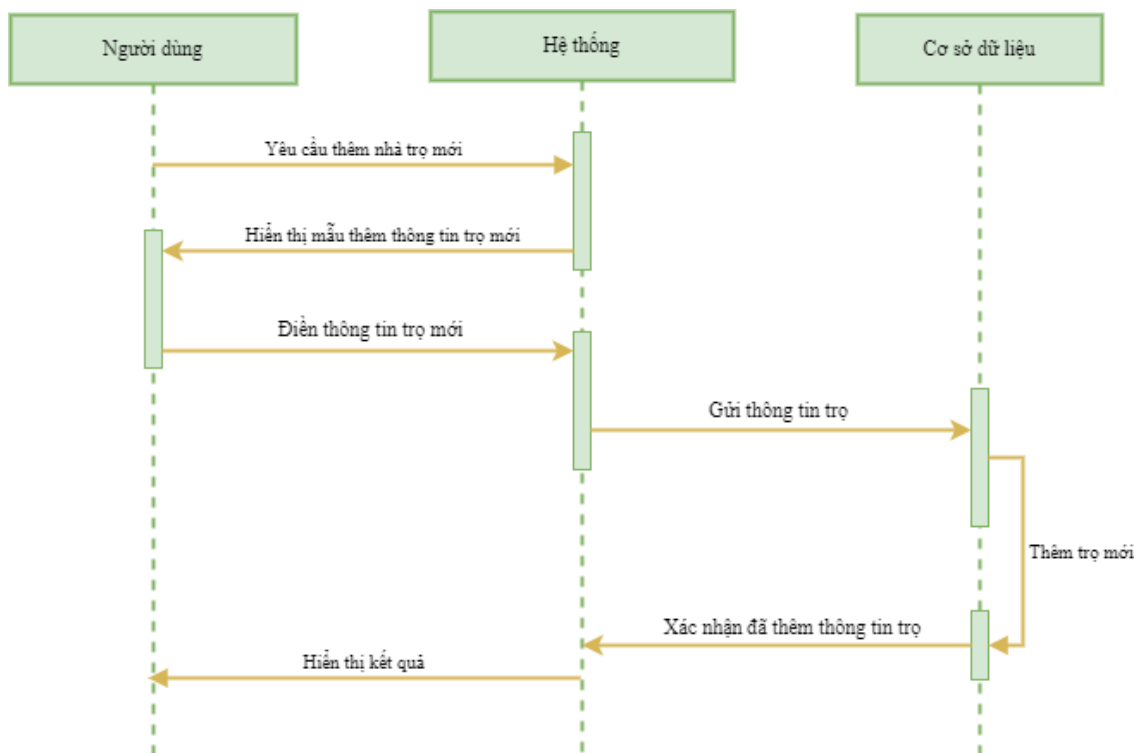 Người dùng
Hệ thống
Cơ sở dữ liệu
Yêu cầu thêm nhà trọ mới
Hiển thị mẫu thêm thông tin trọ mới
Điền thông tin trọ mới
Gửi thông tin trọ
Thêm trọ mới
Xác nhận đã thêm thông tin trọ
Hiển thị kết quả